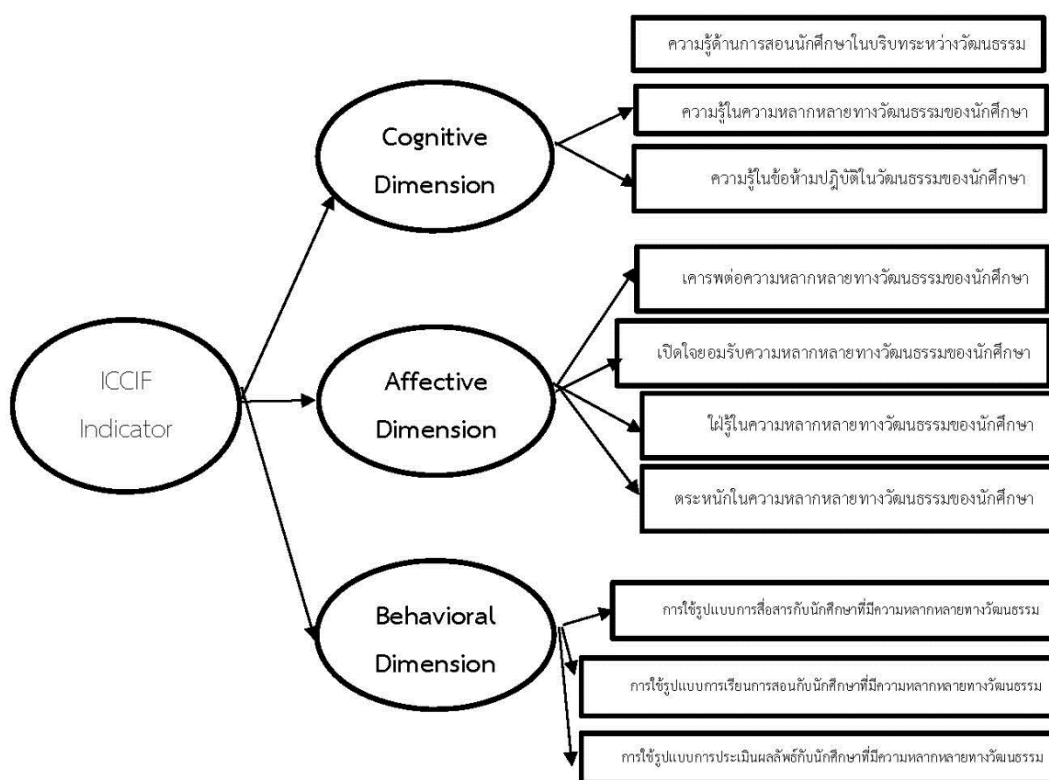 ความรู้ด้านการสอนนักศึกษาในบริบทระหว่างวัฒนธรรม
Cognitive
Dimension
ความรู้ในความหลากหลายทางวัฒนธรรมของนักศึกษา
ความรู้ในข้อห้ามปฏิบัติในวัฒนธรรมของนักศึกษา
เคารพต่อความหลากหลายทางวัฒนธรรมของนักศึกษา
เปิดใจยอมรับความหลากหลายทางวัฒนธรรมของนักศึกษา
ICCIF
Indicator
Affective
Dimension
ใฝ่รู้ในความหลากหลายทางวัฒนธรรมของนักศึกษา
ตระหนักในความหลากหลายทางวัฒนธรรมของนักศึกษา
Behavioral
Dimension
การใช้รูปแบบการสื่อสารกับนักศึกษาที่มีความหลากหลายทางวัฒนธรรม
การใช้รูปแบบการเรียนการสอนกับนักศึกษาที่มีความหลากหลายทางวัฒนธรรม
การใช้รูปแบบการประเมินผลลัพธ์กับนักศึกษาที่มีความหลากหลายทางวัฒนธรรม